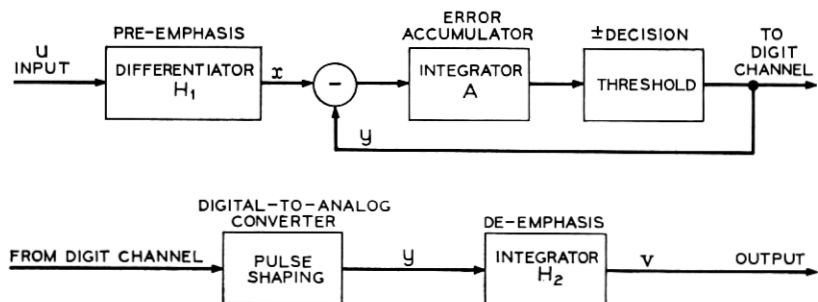 PRE-EMPHASIS
U
INPUT
DIFFERENTIATOR
H1
x
−
ERROR
ACCUMULATOR
INTEGRATOR
A
±DECISION
THRESHOLD
TO
DIGIT
CHANNEL
y
FROM DIGIT CHANNEL
DIGITAL-TO-ANALOG
CONVERTER
PULSE
SHAPING
y
DE-EMPHASIS
INTEGRATOR
H2
V
OUTPUT